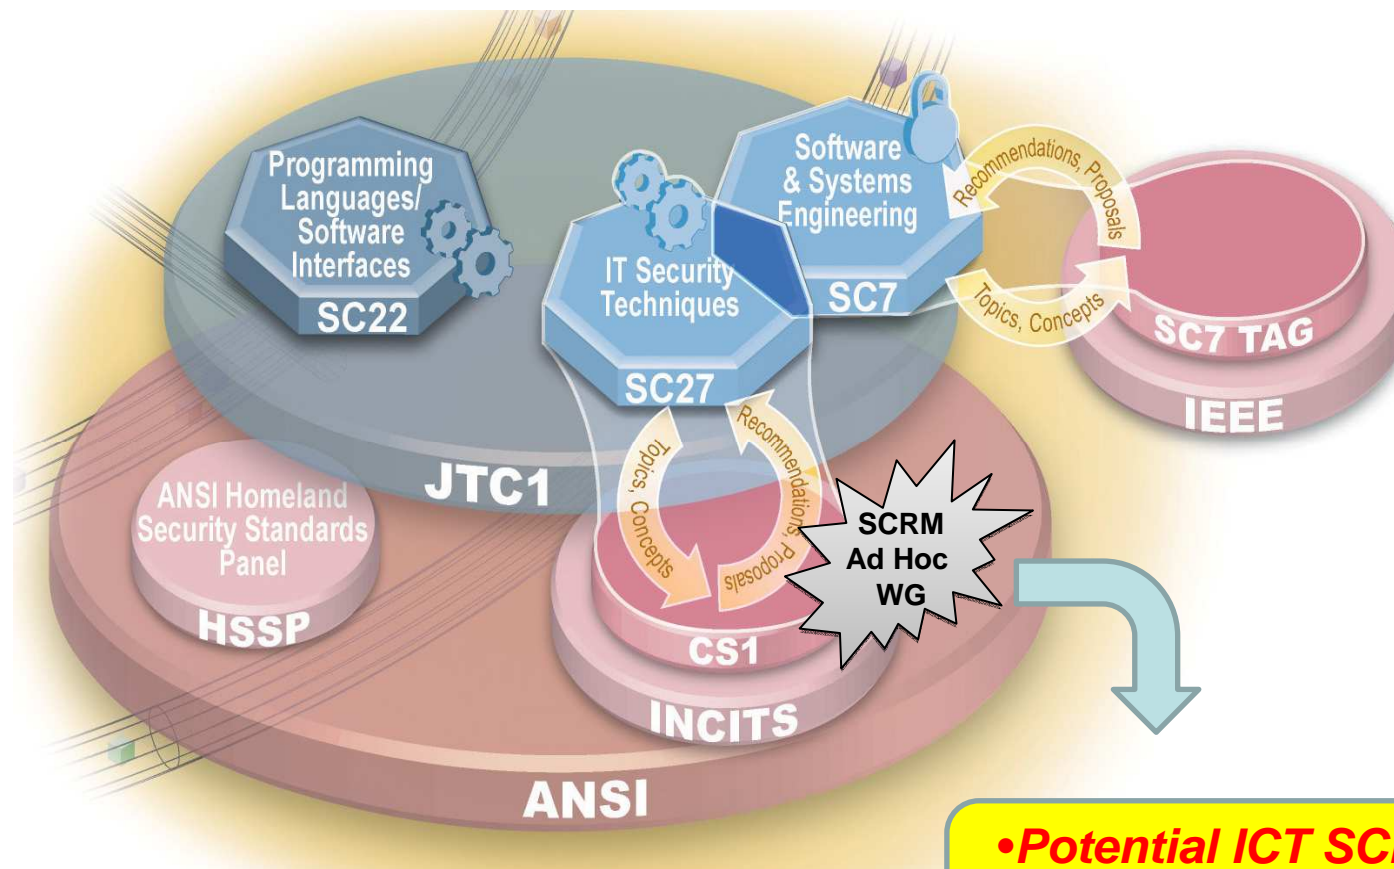 Programming
Languages/
Software
Interfaces
SC22
Software
& Systems
Engineering
SC7
Recommendations, Proposals
Topics, Concepts
SC7 TAG
IEEE
IT Security
Techniques
SC27
Topics, Concepts
Recommendations, Proposals
JTC1
ANSI Homeland
Security Standards
Panel
HSSP
SCRM
Ad Hoc
WG
CS1
INCITS
ANSI
•Potential ICT